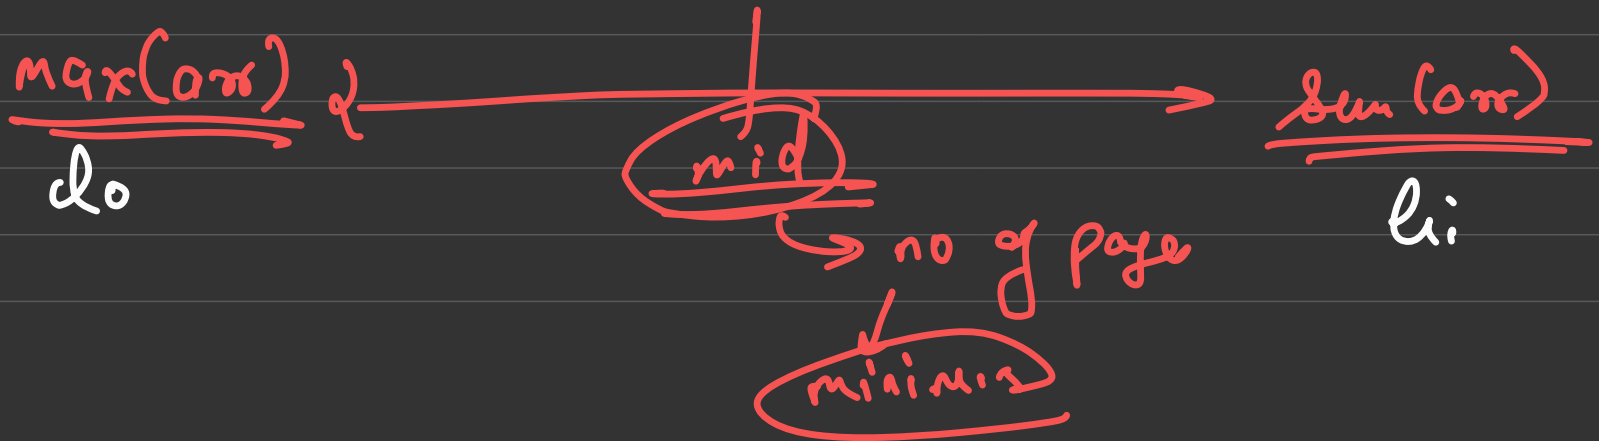 max(arr) sum(arr)
mid
lo hi
no of page
minimis